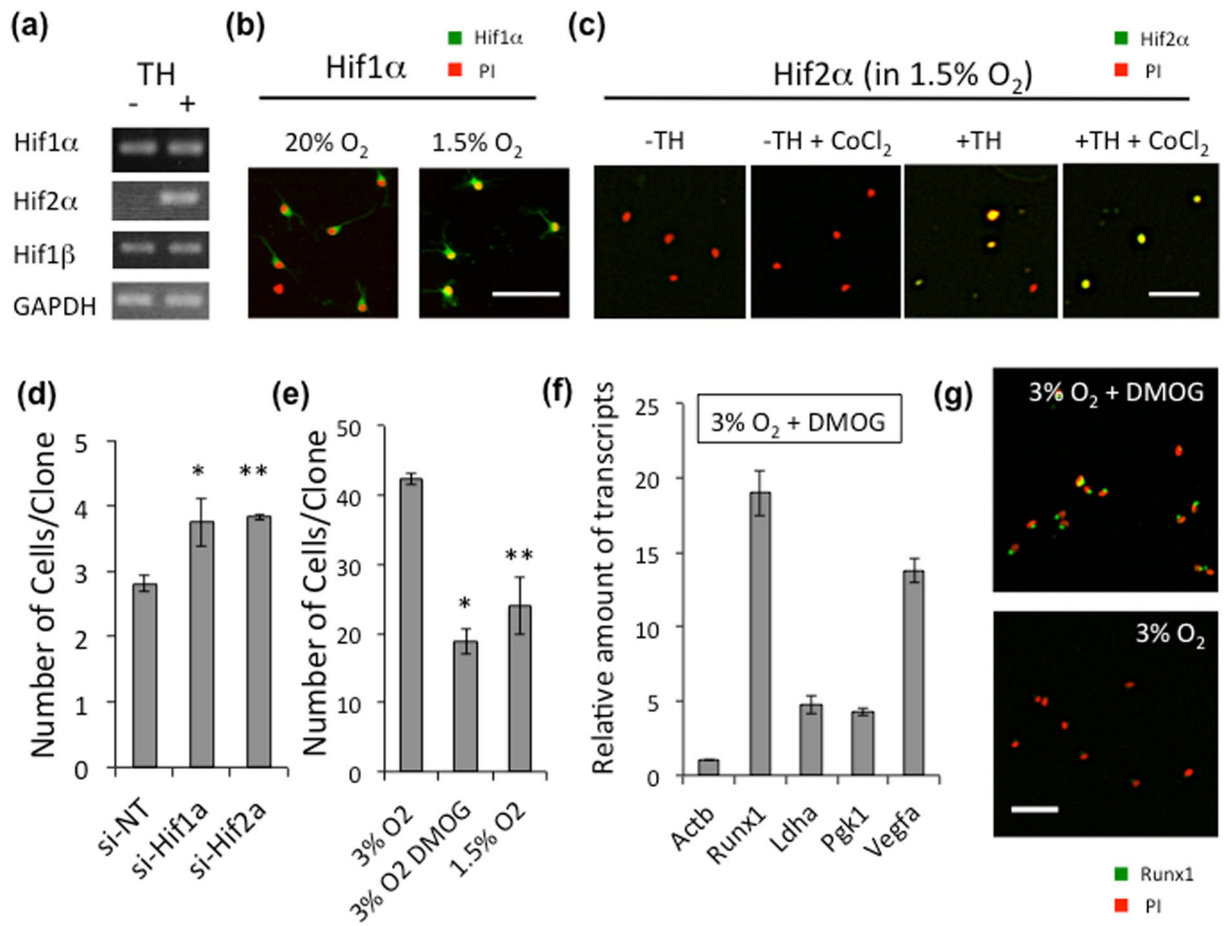 (a)
TH
- +
Hif1α
Hif2α
Hif1β
GAPDH
(b)
Hif1α
Hif1α
PI
20% O₂ 1.5% O₂
(c)
Hif2α (in 1.5% O₂)
Hif2α
PI
-TH -TH + CoCl₂ +TH +TH + CoCl₂
(d)
Number of Cells/Clone
5
4
3
2
1
0
* **
si-NT si-Hif1a si-Hif2a
(e)
Number of Cells/Clone
50
40
30
20
10
0
* **
3% O2 3% O2 DMOG 1.5% O2
(f)
Relative amount of transcripts
3% O₂ + DMOG
25
20
15
10
5
0
Actb Runx1 Ldha Pgk1 Vegfa
(g)
3% O₂ + DMOG
3% O₂
Runx1
PI